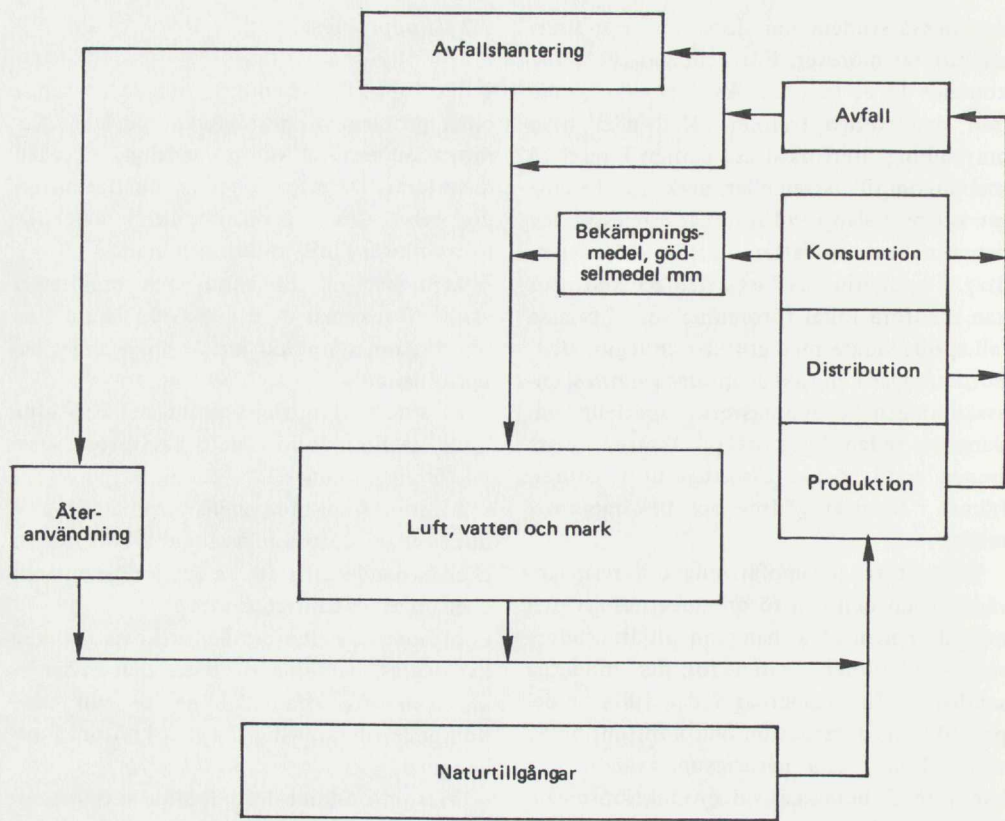 Avfallshantering
Avfall
Bekämpnings-
medel, göd-
selmedel mm
Konsumtion
Distribution
Produktion
Åter-
användning
Luft, vatten och mark
Naturtillgångar